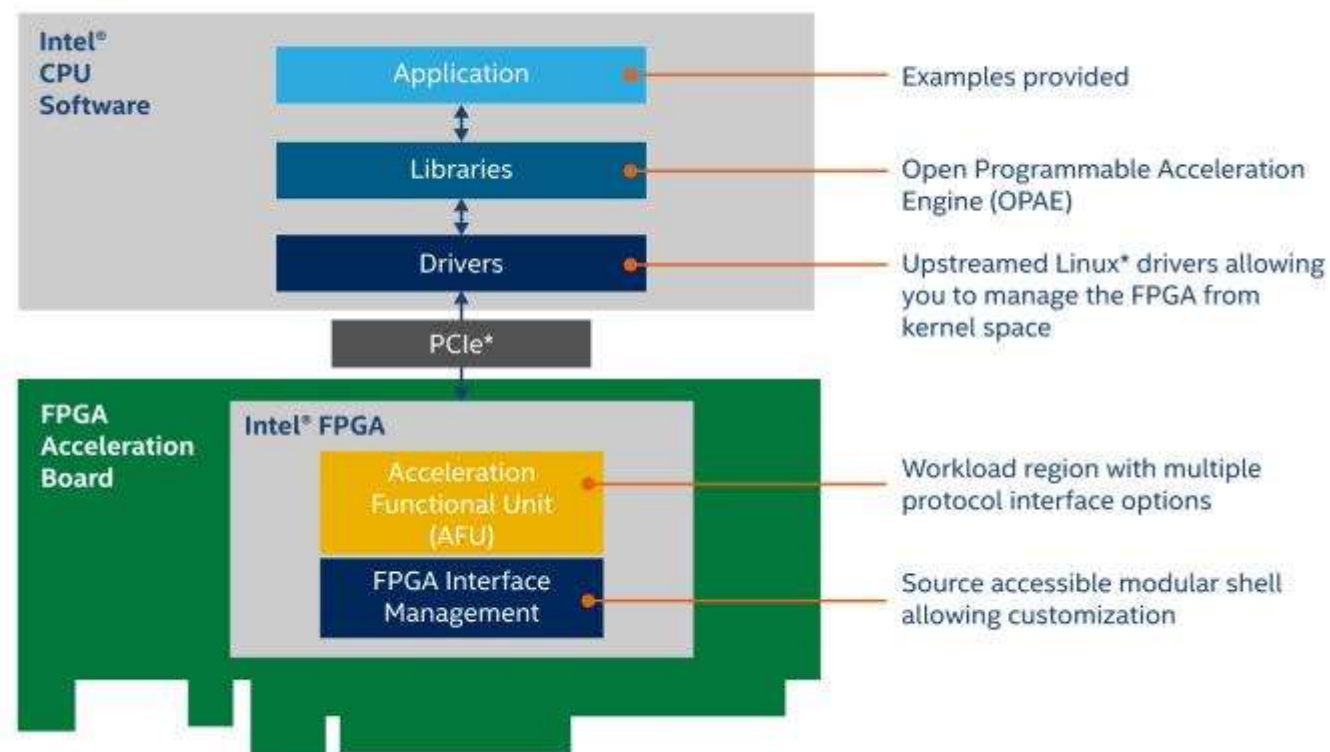 Intel®
CPU
Software
Application
Examples provided
Libraries
Open Programmable Acceleration
Engine (OPAE)
Drivers
Upstreamed Linux* drivers allowing
you to manage the FPGA from
kernel space
PCIe*
FPGA
Acceleration
Board
Intel® FPGA
Acceleration
Functional Unit
(AFU)
Workload region with multiple
protocol interface options
FPGA Interface
Management
Source accessible modular shell
allowing customization